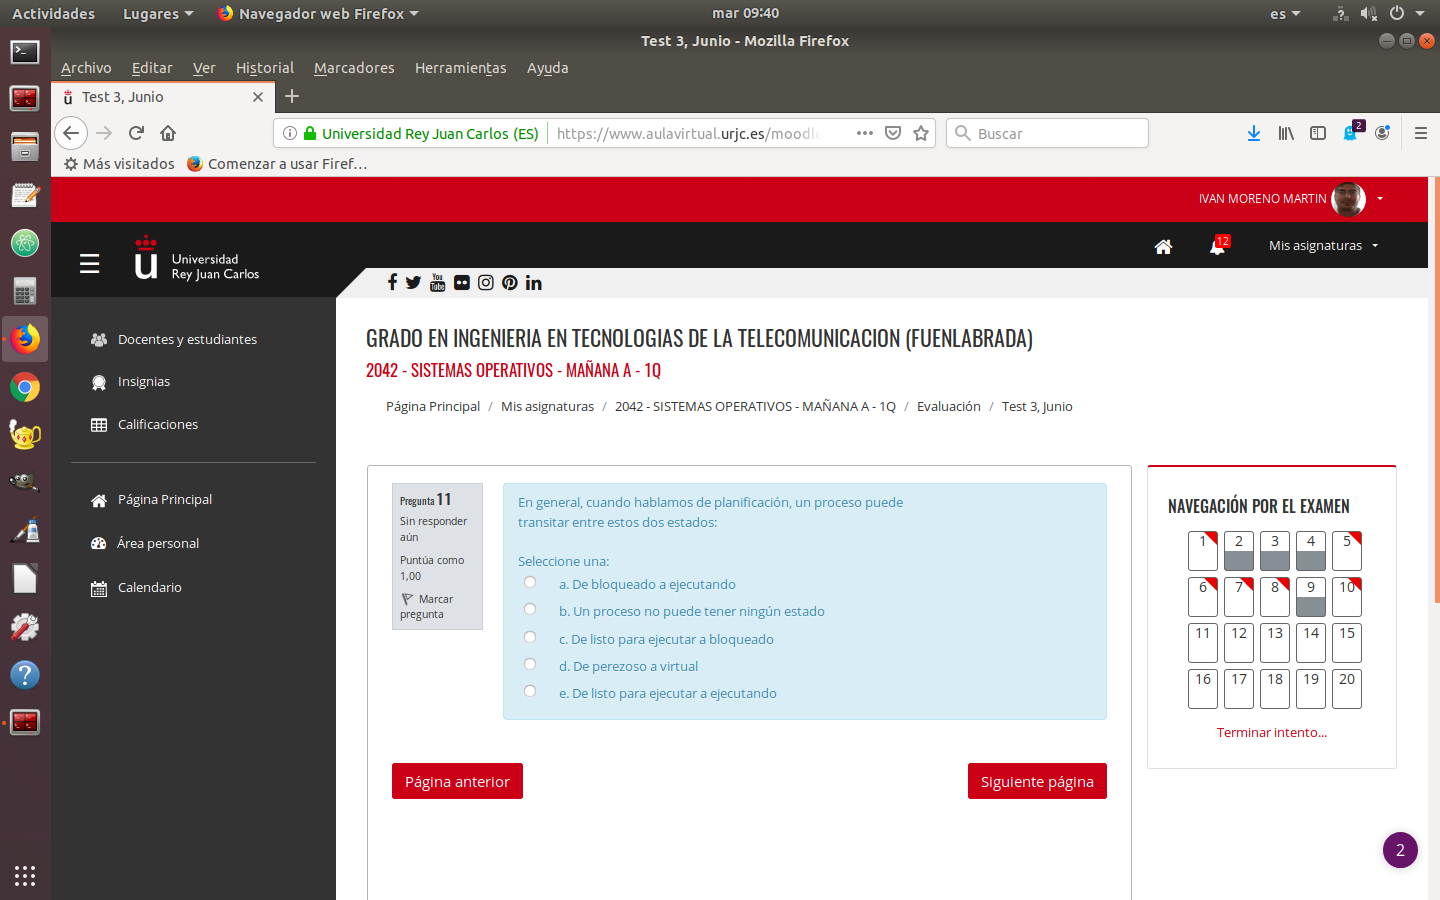 Actividades Lugares Navegador web Firefox mar 09:40 es
Test 3, Junio - Mozilla Firefox
Archivo Editar Ver Historial Marcadores Herramientas Ayuda
Test 3, Junio
Universidad Rey Juan Carlos (ES) https://www.aulavirtual.urjc.es/moodle Buscar 2
Más visitados Comenzar a usar Firef…
IVAN MORENO MARTIN
u Universidad
Rey Juan Carlos
12 Mis asignaturas
You Tube
Docentes y estudiantes
Insignias
Calificaciones
Página Principal
Área personal
Calendario
GRADO EN INGENIERIA EN TECNOLOGIAS DE LA TELECOMUNICACION (FUENLABRADA)
2042 - SISTEMAS OPERATIVOS - MAÑANA A - 1Q
Página Principal / Mis asignaturas / 2042 - SISTEMAS OPERATIVOS - MAÑANA A - 1Q / Evaluación / Test 3, Junio
Pregunta 11
Sin responder
aún
Puntúa como
1,00
Marcar
pregunta
En general, cuando hablamos de planificación, un proceso puede
transitar entre estos dos estados:
Seleccione una:
a. De bloqueado a ejecutando
b. Un proceso no puede tener ningún estado
c. De listo para ejecutar a bloqueado
d. De perezoso a virtual
e. De listo para ejecutar a ejecutando
Página anterior
Siguiente página
NAVEGACIÓN POR EL EXAMEN
1 2 3 4 5
6 7 8 9 10
11 12 13 14 15
16 17 18 19 20
Terminar intento...
2